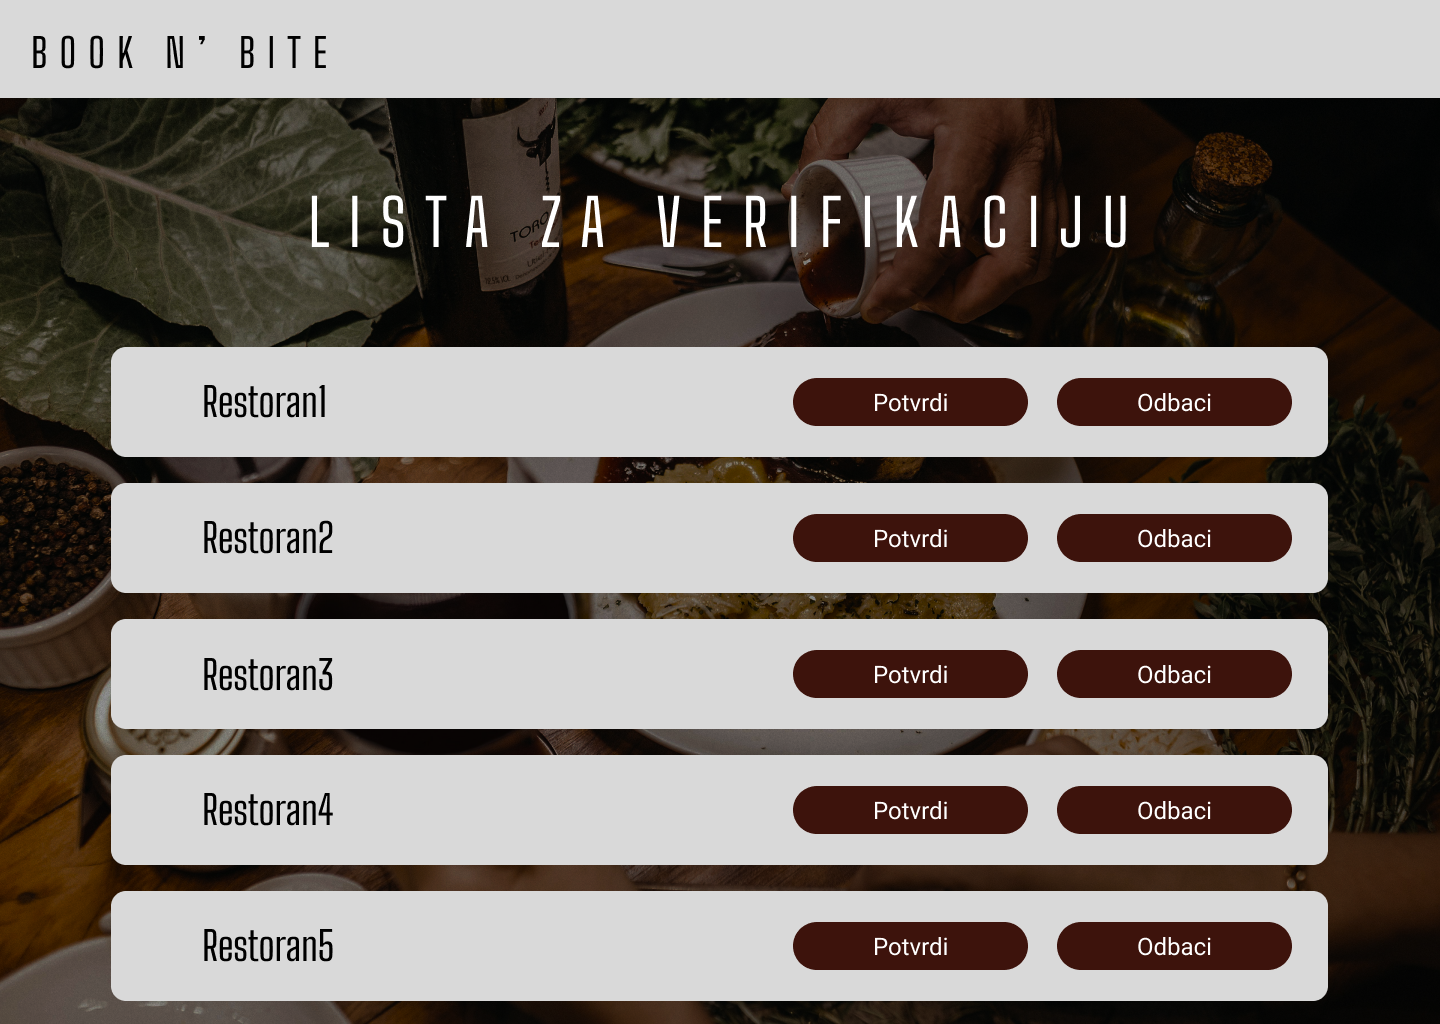 BOOK N’ BITE
LISTA ZA VERIFIKACIJU
Restoran1
Potvrdi
Odbaci
Restoran2
Potvrdi
Odbaci
Restoran3
Potvrdi
Odbaci
Restoran4
Potvrdi
Odbaci
Restoran5
Potvrdi
Odbaci